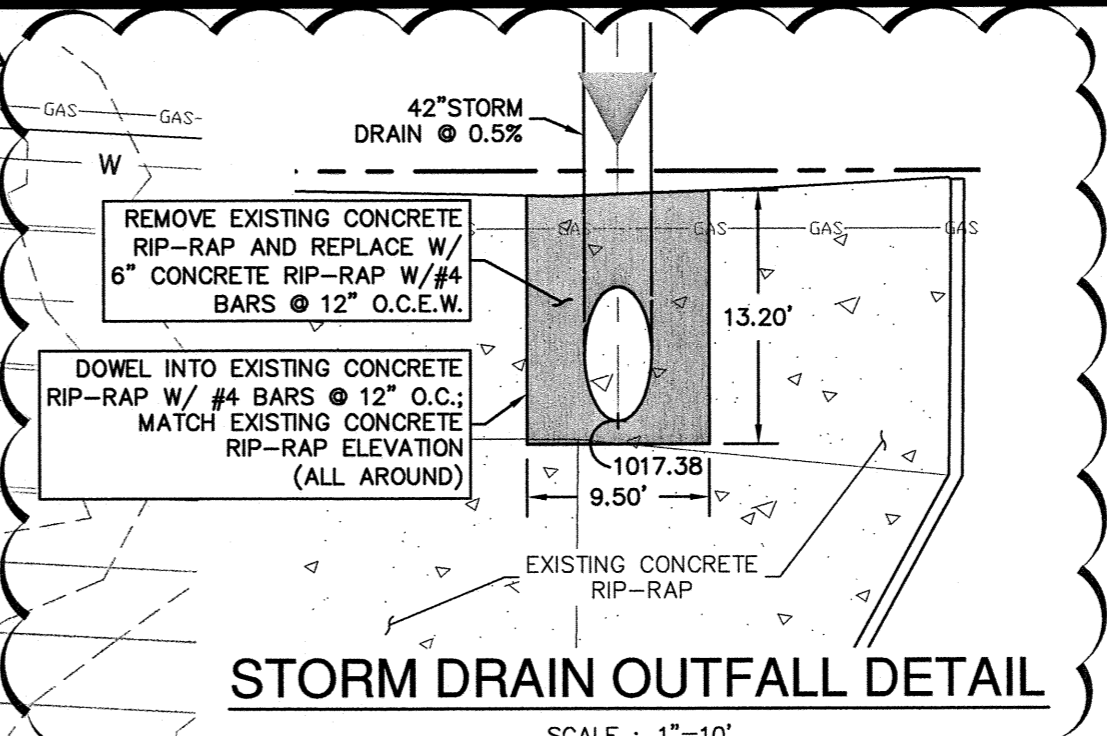 GAS
GAS
42"STORM
DRAIN @ 0.5%
W
REMOVE EXISTING CONCRETE
RIP-RAP AND REPLACE W/
6" CONCRETE RIP-RAP W/#4
BARS @ 12" O.C.E.W.
GAS
GAS
GAS
GAS
13.20'
DOWEL INTO EXISTING CONCRETE
RIP-RAP W/ #4 BARS @ 12" O.C.;
MATCH EXISTING CONCRETE
RIP-RAP ELEVATION
(ALL AROUND)
1017.38
9.50'
EXISTING CONCRETE
RIP-RAP
STORM DRAIN OUTFALL DETAIL
SCALE : 1"=10'